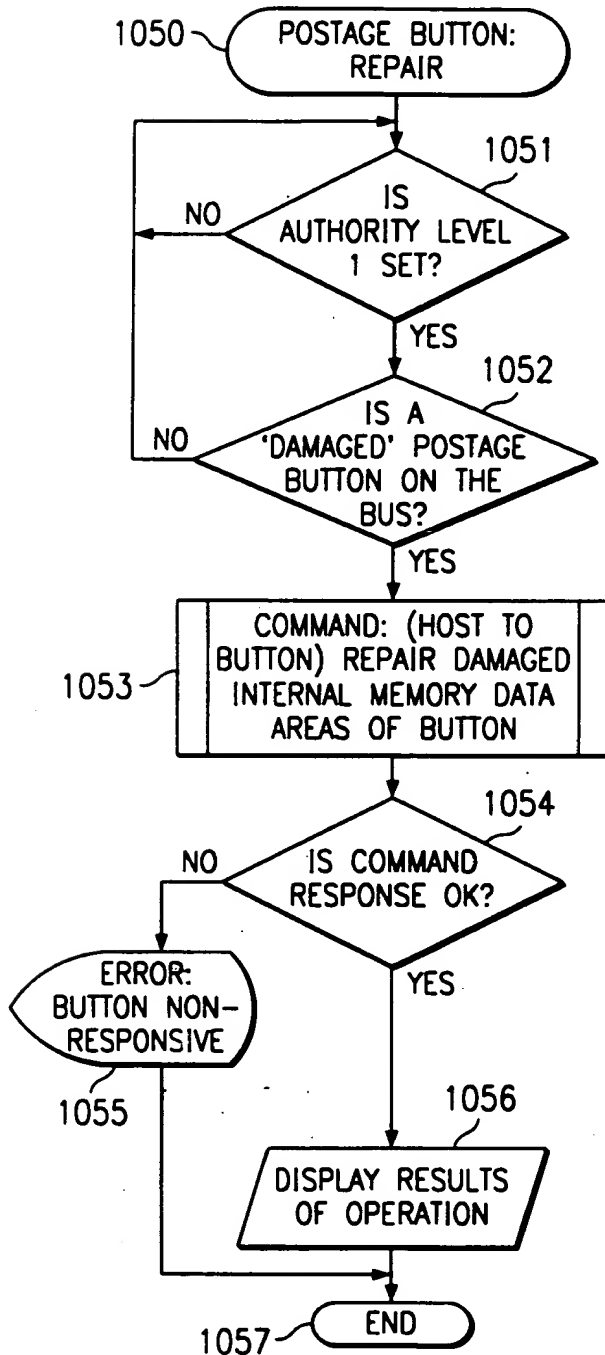 1050
POSTAGE BUTTON:
REPAIR
1051
IS
AUTHORITY LEVEL
1 SET?
NO
YES
1052
IS A
'DAMAGED' POSTAGE
BUTTON ON THE
BUS?
NO
YES
1053
COMMAND: (HOST TO
BUTTON) REPAIR DAMAGED
INTERNAL MEMORY DATA
AREAS OF BUTTON
1054
IS COMMAND
RESPONSE OK?
NO
YES
ERROR:
BUTTON NON-
RESPONSIVE
1055
1056
DISPLAY RESULTS
OF OPERATION
1057
END